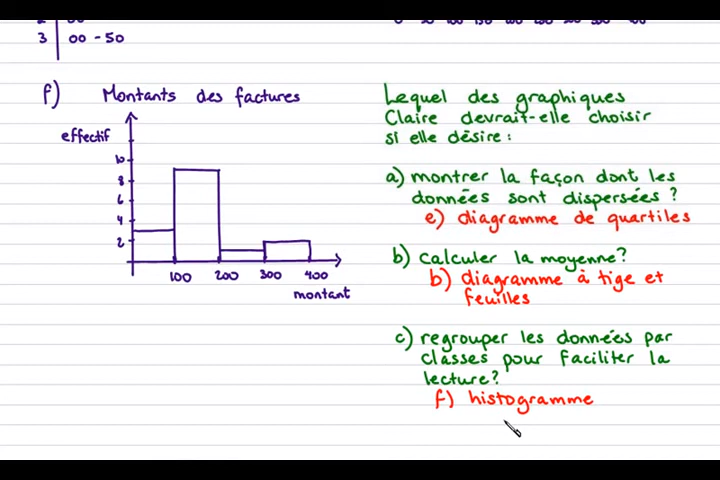 3 | 00 - 50
f) Montants des factures
effectif
10
8
6
4
2
100 200 300 400
montant
Lequel des graphiques
Claire devrait-elle choisir
si elle désire :
a) montrer la façon dont les
données sont dispersées ?
e) diagramme de quartiles
b) calculer la moyenne?
b) diagramme à tige et
feuilles
c) regrouper les données par
classes pour faciliter la
lecture?
f) histogramme